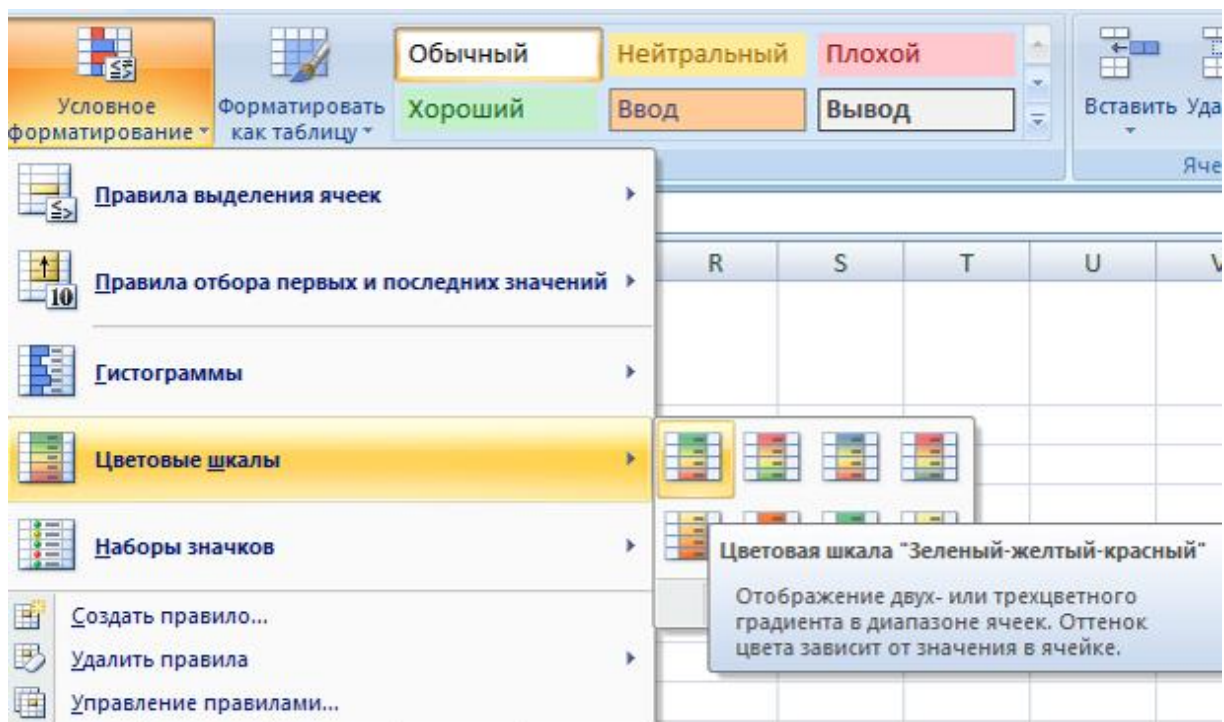 Обычный Нейтральный Плохой
Условное форматирование
Форматировать как таблицу
Хороший Ввод Вывод
Вставить
Правила выделения ячеек
10
Правила отбора первых и последних значений
R S T U
Гистограммы
Цветовые шкалы
Наборы значков
Цветовая шкала "Зеленый-желтый-красный"
Отображение двух- или трехцветного
градиента в диапазоне ячеек. Оттенок
цвета зависит от значения в ячейке.
Создать правило...
Удалить правила
Управление правилами...